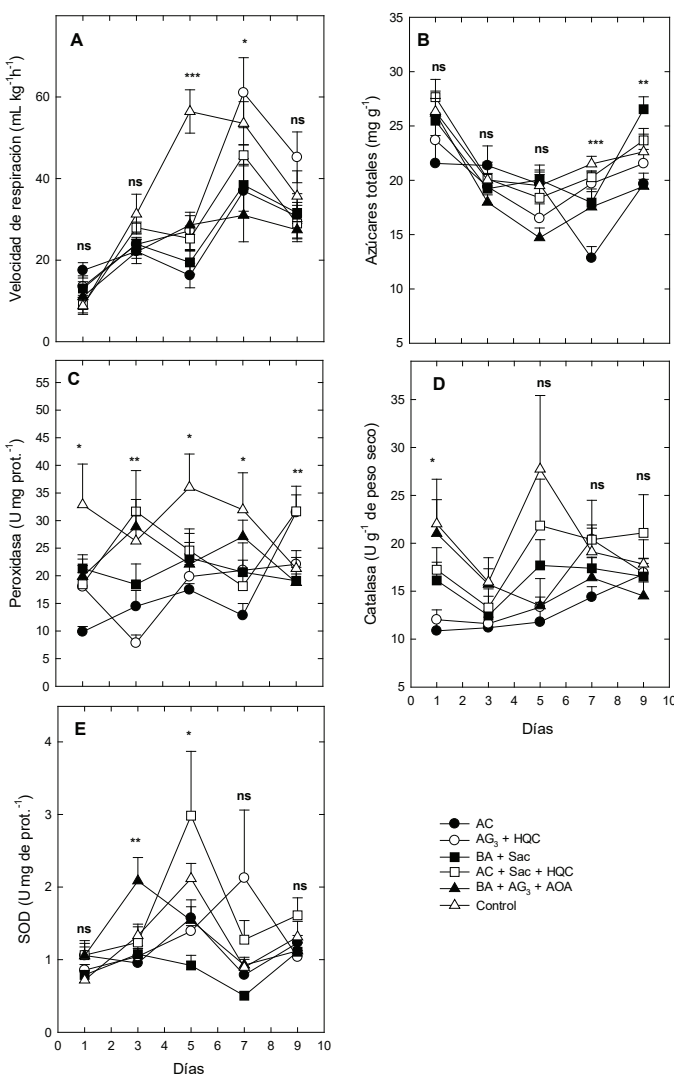 A
Velocidad de respiración (mL kg⁻¹h⁻¹)
60
40
20
0
ns
ns
***
*
ns
B
Azúcares totales (mg g⁻¹)
35
30
25
20
15
10
5
ns
ns
ns
***
**
C
Peroxidasa (U mg prot.⁻¹)
55
50
45
40
35
30
25
20
15
10
5
0
*
**
*
*
**
D
Catalasa (U g⁻¹ de peso seco)
35
30
25
20
15
10
5
*
ns
ns
ns
0 1 2 3 4 5 6 7 8 9 10
Días
E
SOD (U mg de prot.⁻¹)
4
3
2
1
0
ns
**
*
ns
ns
0 1 2 3 4 5 6 7 8 9 10
Días
AC
AG₃ + HQC
BA + Sac
AC + Sac + HQC
BA + AG₃ + AOA
Control